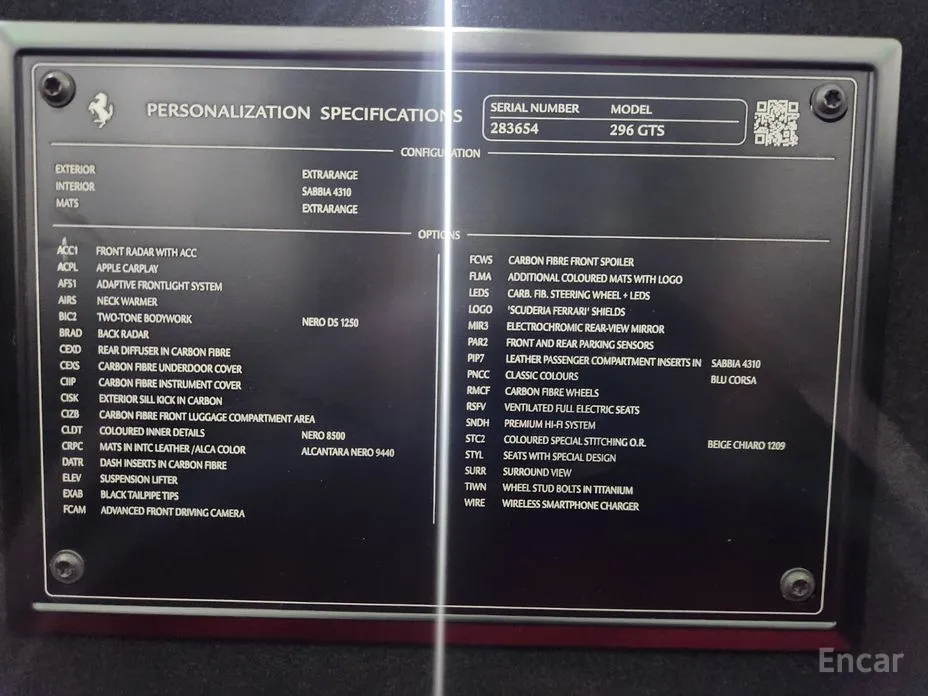 PERSONALIZATION SPECIFICATIONS
SERIAL NUMBER MODEL
283654 296 GTS
CONFIGURATION
EXTERIOR EXTRARANGE
INTERIOR SABBIA 4310
MATS EXTRARANGE
OPTIONS
ACC1 FRONT RADAR WITH ACC
ACPL APPLE CARPLAY
AFS1 ADAPTIVE FRONTLIGHT SYSTEM
AIRS NECK WARMER
BIC2 TWO-TONE BODYWORK NERO DS 1250
BRAD BACK RADAR
CEXD REAR DIFFUSER IN CARBON FIBRE
CEXS CARBON FIBRE UNDERDOOR COVER
CIIP CARBON FIBRE INSTRUMENT COVER
CISK EXTERIOR SILL KICK IN CARBON
CIZB CARBON FIBRE FRONT LUGGAGE COMPARTMENT AREA
CLDT COLOURED INNER DETAILS NERO 8500
CRPC MATS IN INTC LEATHER /ALCA COLOR ALCANTARA NERO 9440
DATR DASH INSERTS IN CARBON FIBRE
ELEV SUSPENSION LIFTER
EXAB BLACK TAILPIPE TIPS
FCAM ADVANCED FRONT DRIVING CAMERA
FCWS CARBON FIBRE FRONT SPOILER
FLMA ADDITIONAL COLOURED MATS WITH LOGO
LEDS CARB. FIB. STEERING WHEEL + LEDS
LOGO 'SCUDERIA FERRARI' SHIELDS
MIR3 ELECTROCHROMIC REAR-VIEW MIRROR
PAR2 FRONT AND REAR PARKING SENSORS
PIP7 LEATHER PASSENGER COMPARTMENT INSERTS IN SABBIA 4310
PNCC CLASSIC COLOURS BLU CORSA
RMCF CARBON FIBRE WHEELS
RSFV VENTILATED FULL ELECTRIC SEATS
SNDH PREMIUM HI-FI SYSTEM
STC2 COLOURED SPECIAL STITCHING O.R. BEIGE CHIARO 1209
STYL SEATS WITH SPECIAL DESIGN
SURR SURROUND VIEW
TIWN WHEEL STUD BOLTS IN TITANIUM
WIRE WIRELESS SMARTPHONE CHARGER
Encar